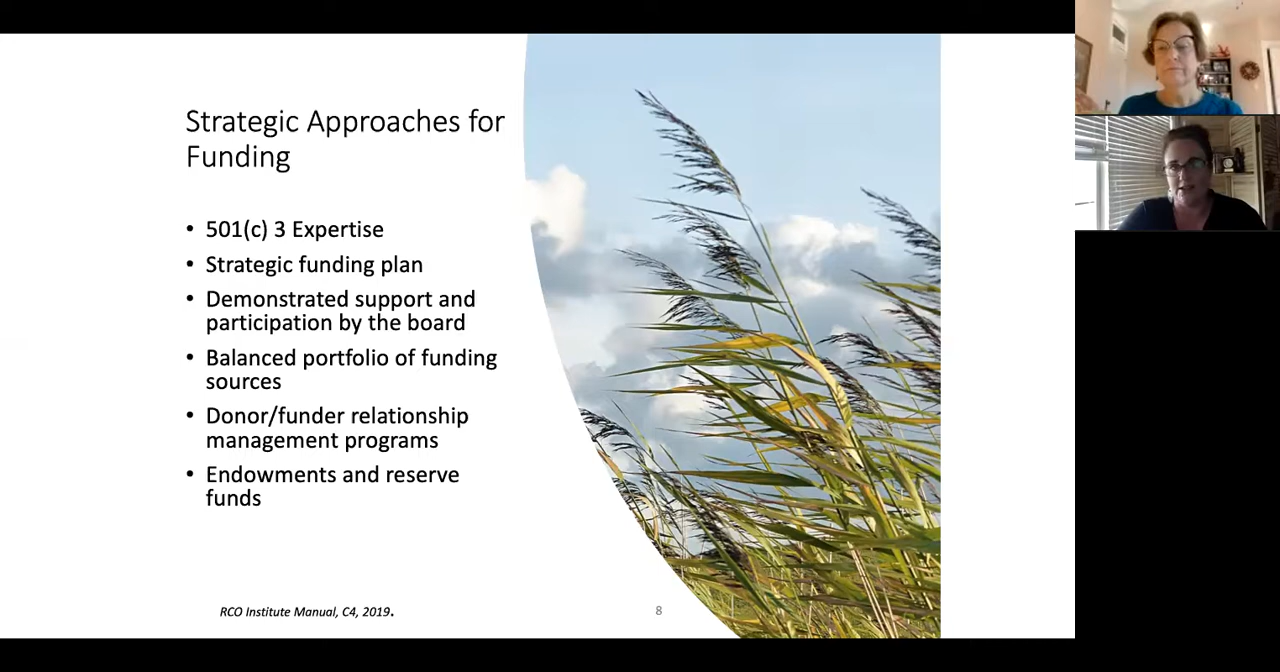 Strategic Approaches for
Funding
• 501(c) 3 Expertise
• Strategic funding plan
• Demonstrated support and
participation by the board
• Balanced portfolio of funding
sources
• Donor/funder relationship
management programs
• Endowments and reserve
funds
RCO Institute Manual, C4, 2019.
8